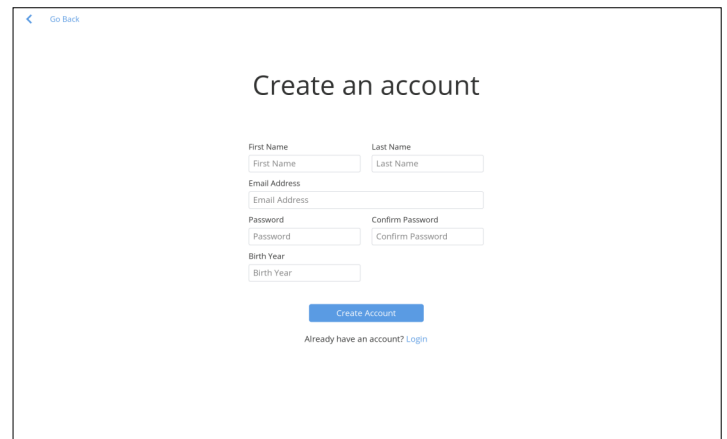 Go Back
Create an account
First Name Last Name
First Name Last Name
Email Address
Email Address
Password Confirm Password
Password Confirm Password
Birth Year
Birth Year
Create Account
Already have an account? Login